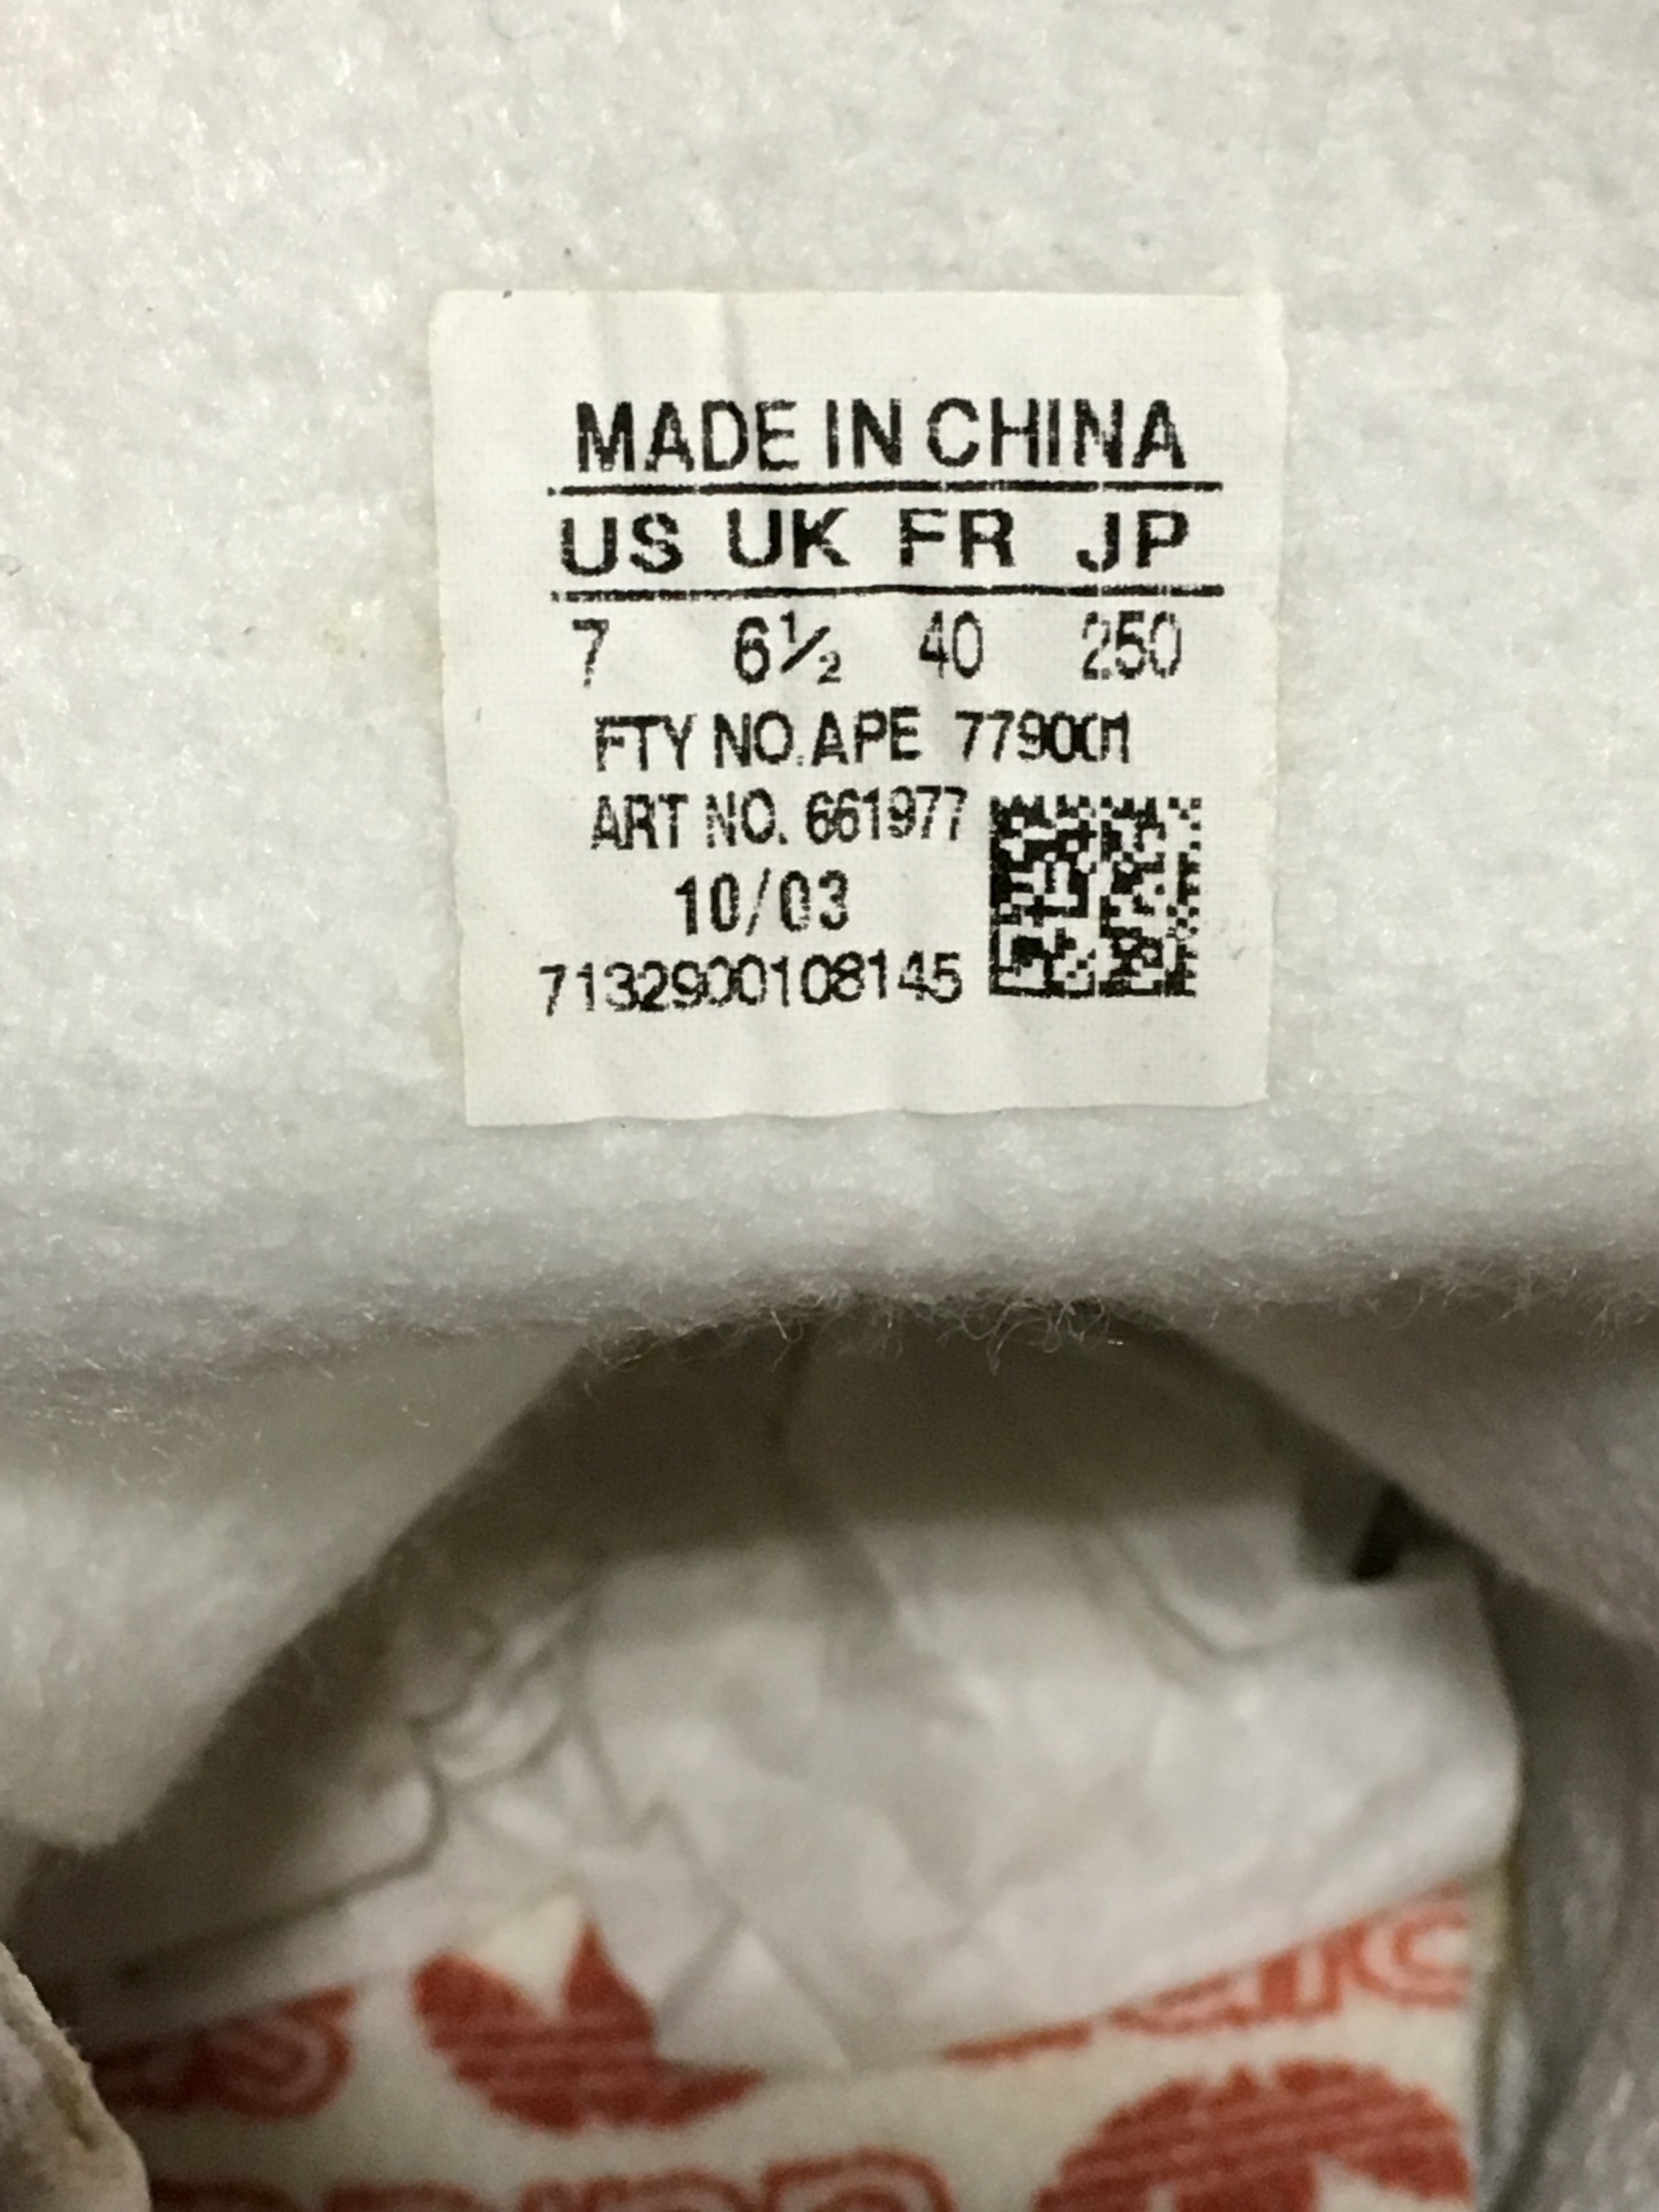 MADE IN CHINA
US UK FR JP
7 6½ 40 250
FTY NO. APE 779001
ART NO. 661977
10/03
7132900108145